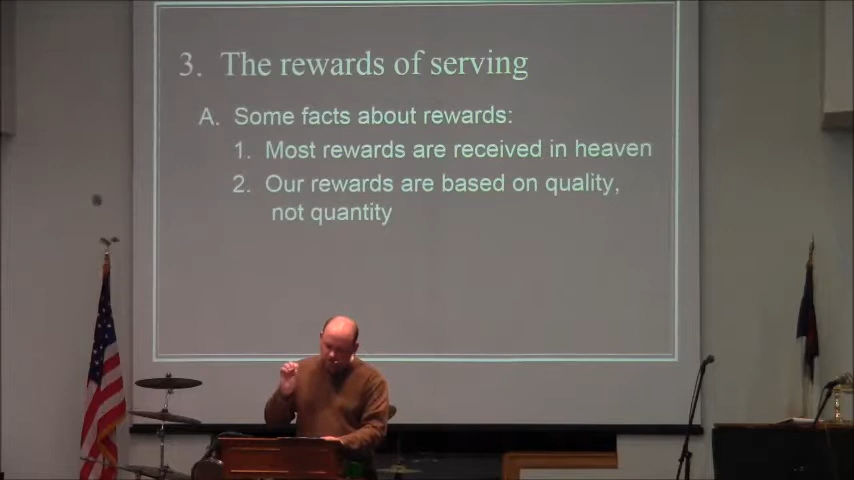 3. The rewards of serving
A. Some facts about rewards:
1. Most rewards are received in heaven
2. Our rewards are based on quality,
not quantity